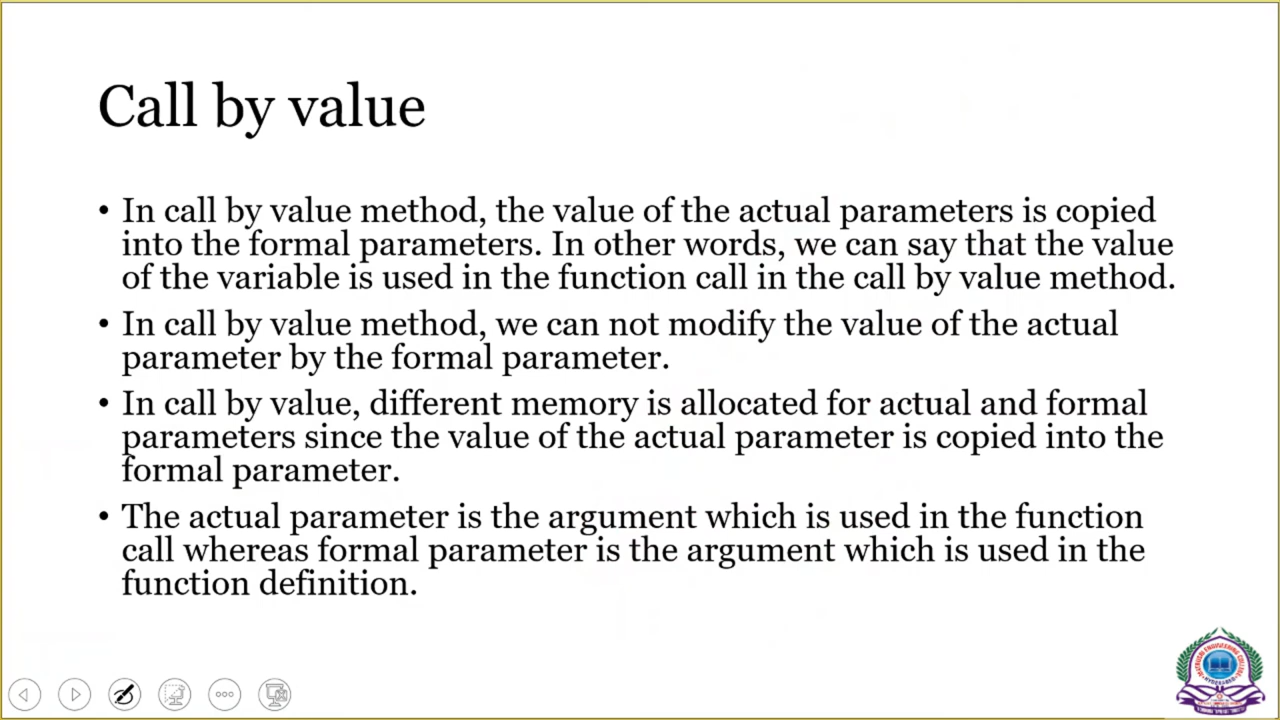 Call by value
• In call by value method, the value of the actual parameters is copied
into the formal parameters. In other words, we can say that the value
of the variable is used in the function call in the call by value method.
• In call by value method, we can not modify the value of the actual
parameter by the formal parameter.
• In call by value, different memory is allocated for actual and formal
parameters since the value of the actual parameter is copied into the
formal parameter.
• The actual parameter is the argument which is used in the function
call whereas formal parameter is the argument which is used in the
function definition.
ENGINEERING COLLEGE
HYDERABAD